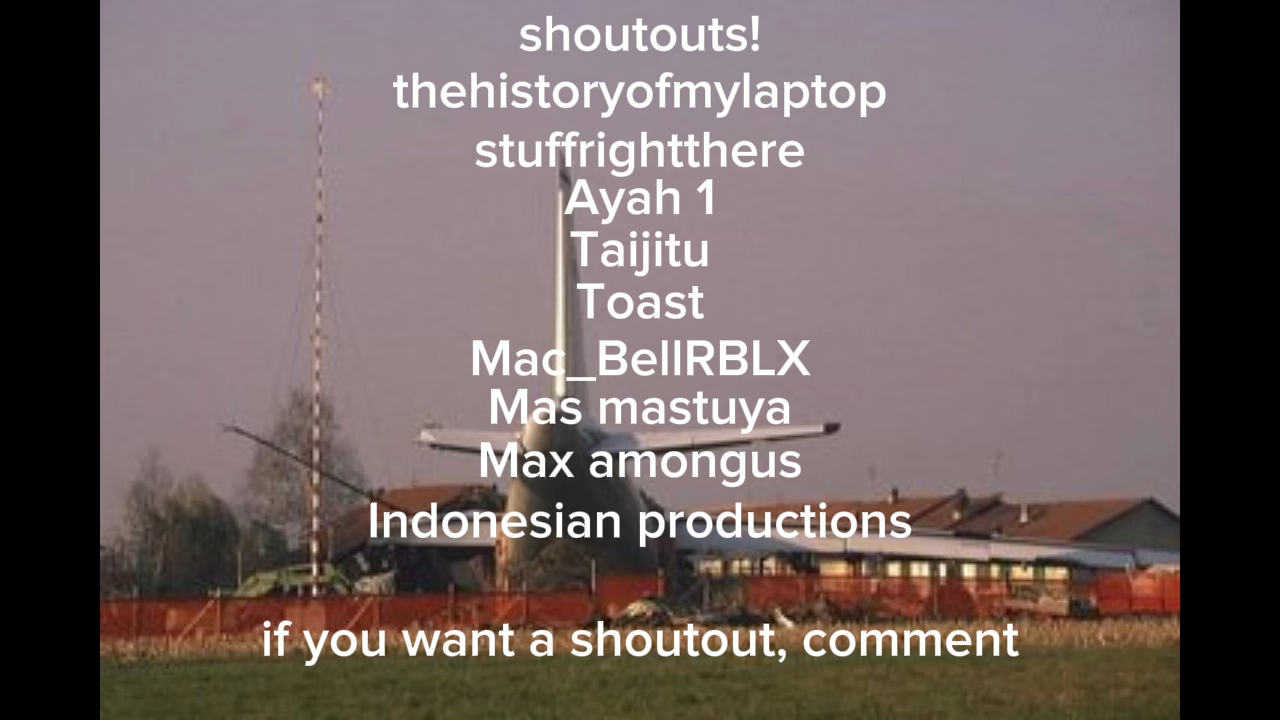 shoutouts!
thehistoryofmylaptop
stuffrightthere
Ayah 1
Taijitu
Toast
Mac_BellRBLX
Mas mastuya
Max amongus
Indonesian productions
if you want a shoutout, comment